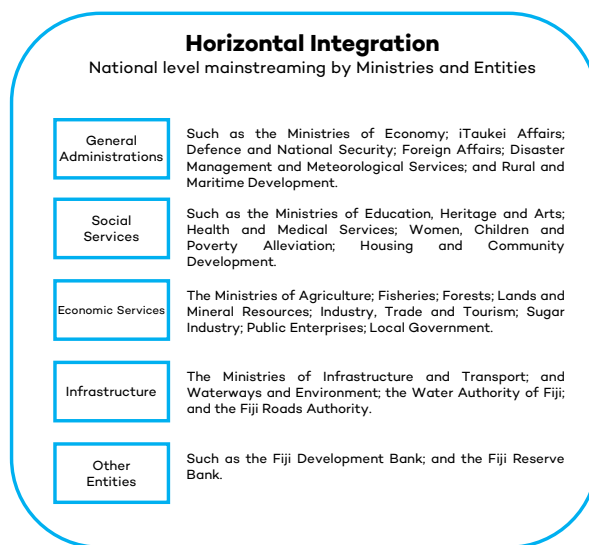 Horizontal Integration
National level mainstreaming by Ministries and Entities
General
Administrations
Such as the Ministries of Economy; iTaukei Affairs;
Defence and National Security; Foreign Affairs; Disaster
Management and Meteorological Services; and Rural and
Maritime Development.
Social
Services
Such as the Ministries of Education, Heritage and Arts;
Health and Medical Services; Women, Children and
Poverty Alleviation; Housing and Community
Development.
Economic Services
The Ministries of Agriculture; Fisheries; Forests; Lands and
Mineral Resources; Industry, Trade and Tourism; Sugar
Industry; Public Enterprises; Local Government.
Infrastructure
The Ministries of Infrastructure and Transport; and
Waterways and Environment; the Water Authority of Fiji;
and the Fiji Roads Authority.
Other
Entities
Such as the Fiji Development Bank; and the Fiji Reserve
Bank.